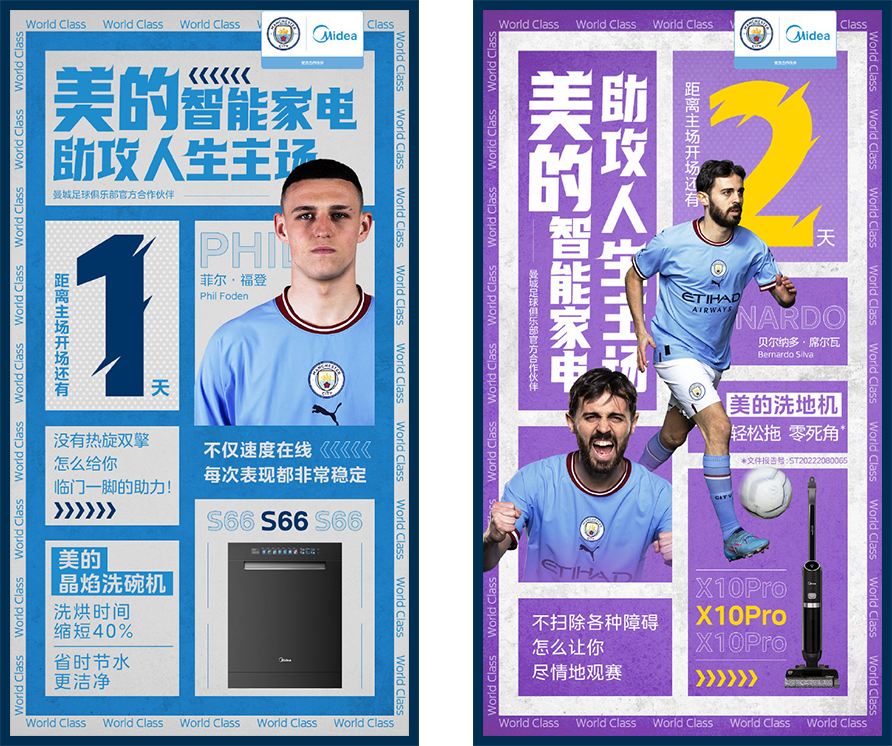 World Class World Class World Class World Class World Class
MANCHESTER CITY
Midea
官方合作伙伴
美的智能家电
助攻人生主场
曼城足球俱乐部官方合作伙伴
距离主场开场还有
1
天
PHIL
菲尔·福登
Phil Foden
没有热旋双擎
怎么给你
临门一脚的助力!
不仅速度在线
每次表现都非常稳定
美的
晶焰洗碗机
洗烘时间
缩短40%
省时节水
更洁净
S66 S66 S66
Midea
World Class World Class World Class World Class World Class
World Class World Class World Class World Class World Class
MANCHESTER CITY
Midea
官方合作伙伴
美的智能家电
助攻人生主场
曼城足球俱乐部官方合作伙伴
距离主场开场还有
2
天
ETIHAD
AIRWAYS
NARDO
贝尔纳多·席尔瓦
Bernardo Silva
美的洗地机
轻松拖 零死角*
*文件报告号:ST20222080065
ETIHAD
X10Pro
X10Pro
X10Pro
不扫除各种障碍
怎么让你
尽情地观赛
World Class World Class World Class World Class World Class